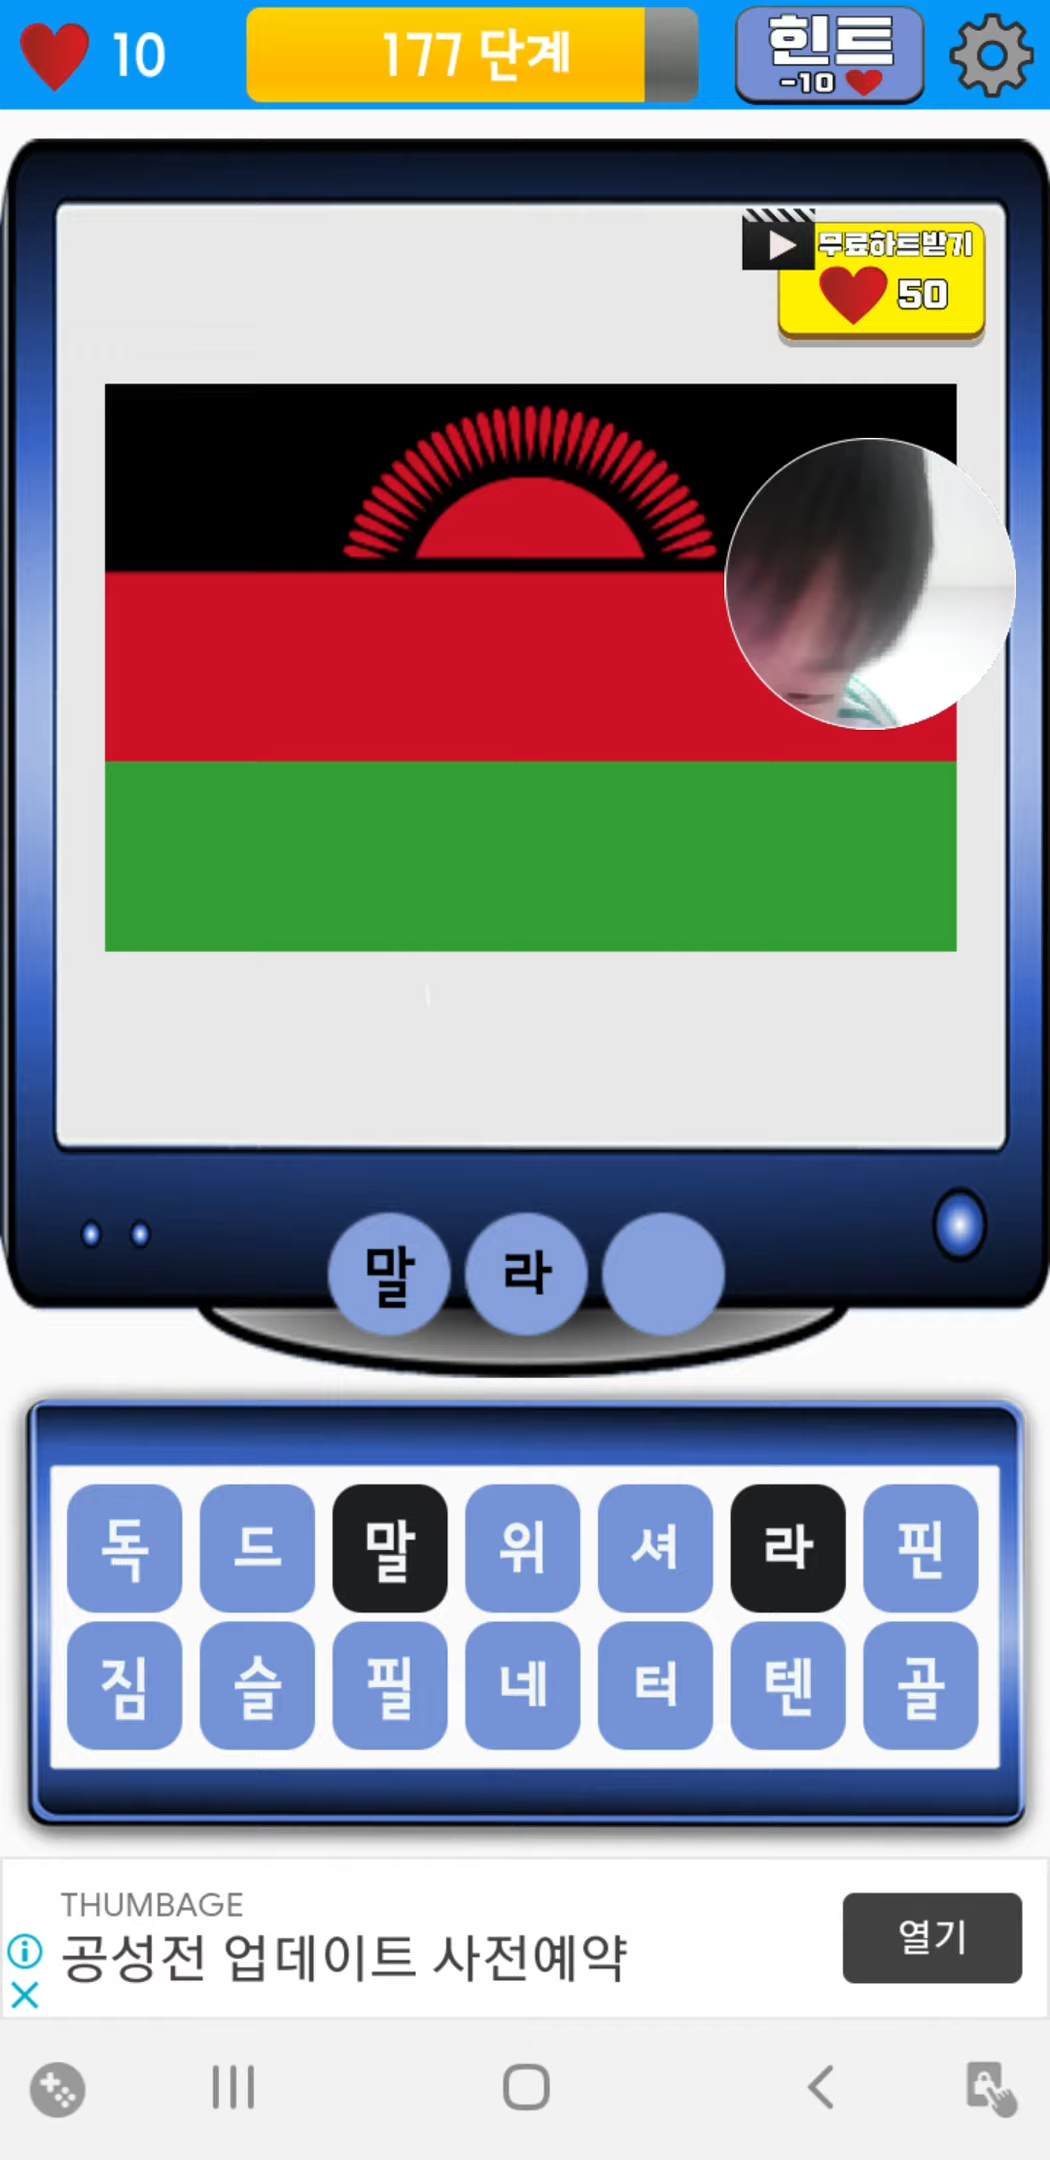 10
177 단계
힌트
-10
무료하트받기
50
말 라
독 드 말 위 셔 라 핀
짐 슬 필 네 터 텐 골
THUMBAGE
공성전 업데이트 사전예약
열기